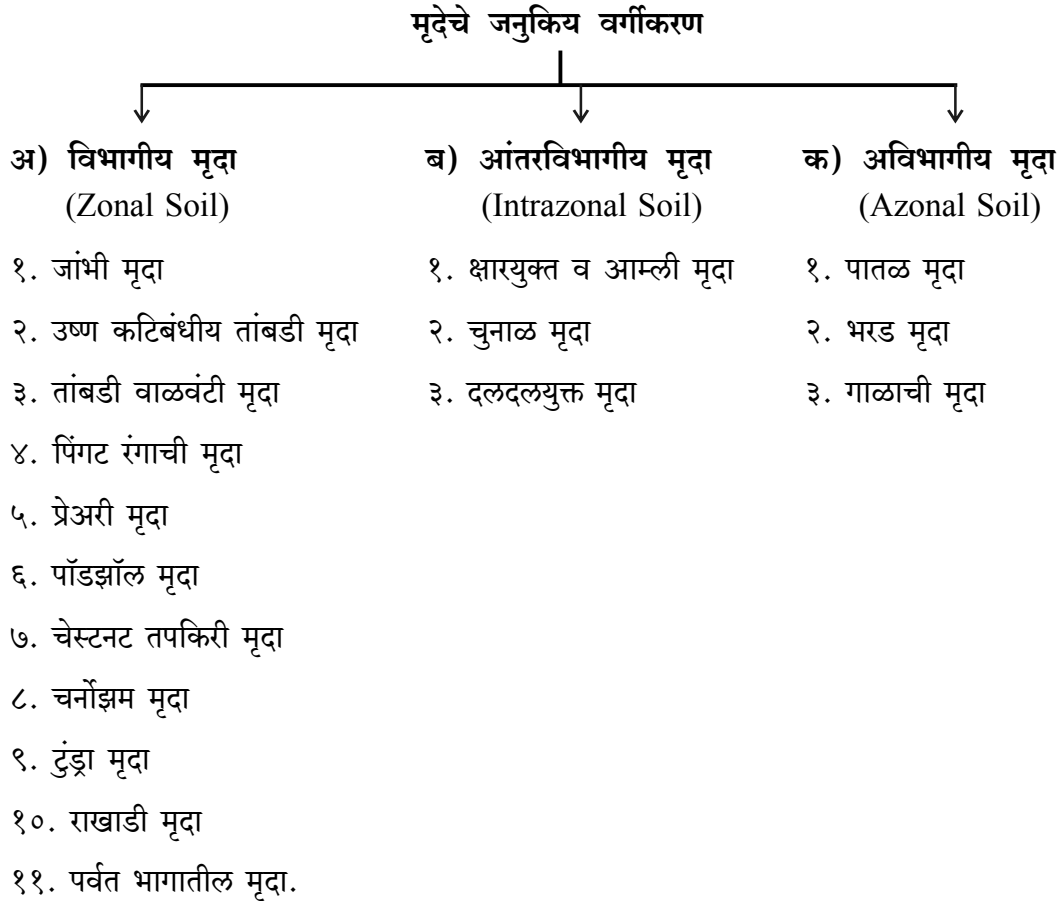 मृदेचे जनुकिय वर्गीकरण
अ) विभागीय मृदा
(Zonal Soil)
१. जांभी मृदा
२. उष्ण कटिबंधीय तांबडी मृदा
३. तांबडी वाळवंटी मृदा
४. पिंगट रंगाची मृदा
५. प्रेअरी मृदा
६. पॉडझॉल मृदा
७. चेस्टनट तपकिरी मृदा
८. चर्नोझम मृदा
९. टुंड्रा मृदा
१०. राखाडी मृदा
११. पर्वत भागातील मृदा.
ब) आंतरविभागीय मृदा
(Intrazonal Soil)
१. क्षारयुक्त व आम्ली मृदा
२. चुनाळ मृदा
३. दलदलयुक्त मृदा
क) अविभागीय मृदा
(Azonal Soil)
१. पातळ मृदा
२. भरड मृदा
३. गाळाची मृदा